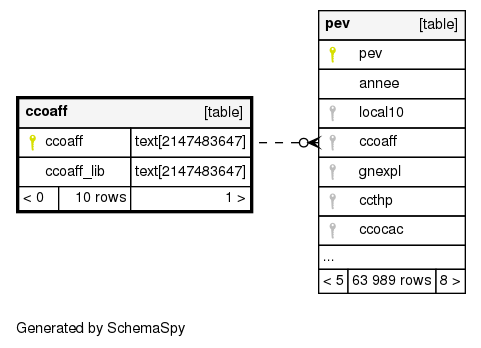 ccoaff [table]
ccoaff text[2147483647]
ccoaff_lib text[2147483647]
< 0 10 rows 1 >
pev [table]
pev
annee
local10
ccoaff
gnexpl
ccthp
ccocac
...
< 5 63 989 rows 8 >
Generated by SchemaSpy